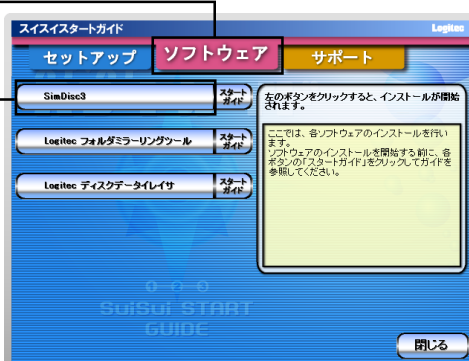 スイスイスタートガイド
Logitec
セットアップ
ソフトウェア
サポート
SimDisc3
スタート
ガイド
左のボタンをクリックすると、インストールが開始
されます。
Logitec フォルダミラーリングツール
スタート
ガイド
ここでは、各ソフトウェアのインストールを行い
ます。
ソフトウェアのインストールを開始する前に、各
ボタンの「スタートガイド」をクリックしてガイドを
参照してください。
Logitec ディスクデータイレイサ
スタート
ガイド
SuiSui START
GUIDE
閉じる